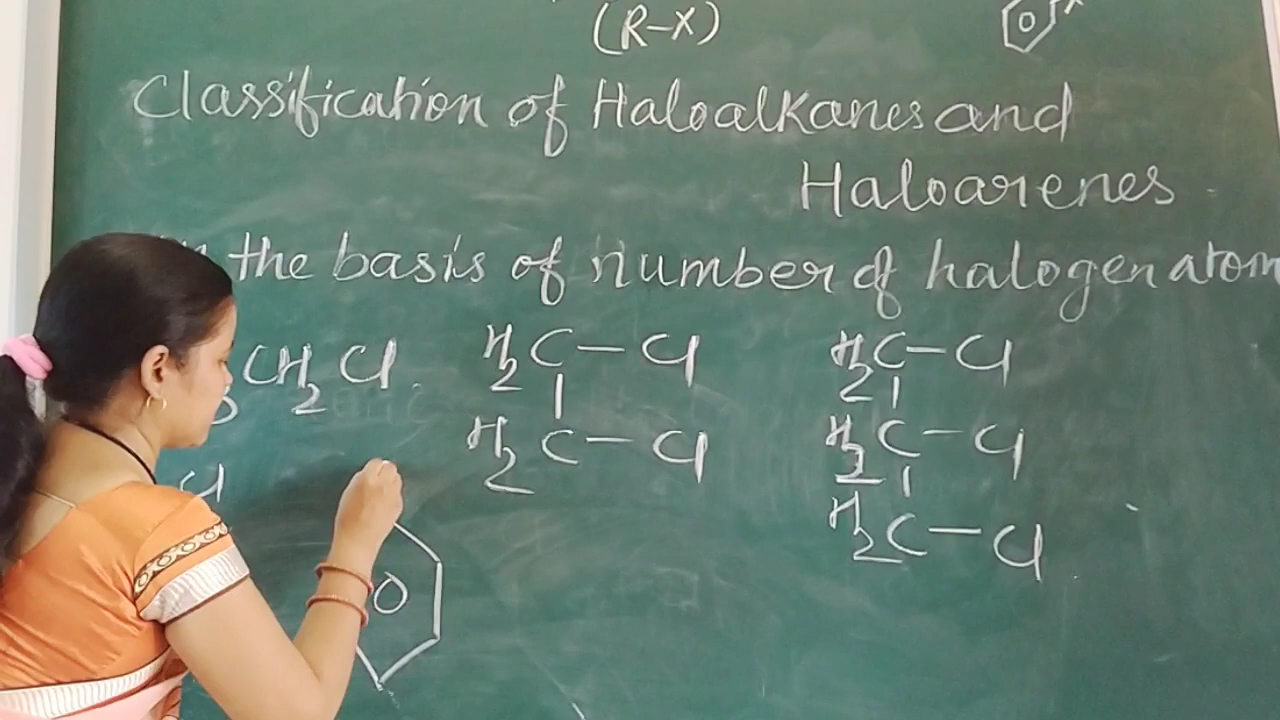 (R-X) X
Classification of Haloalkanes and
Haloarenes
the basis of number of halogen atom
CH2Cl H2C-Cl H2C-Cl
H2C-Cl H2C-Cl
Cl H2C-Cl